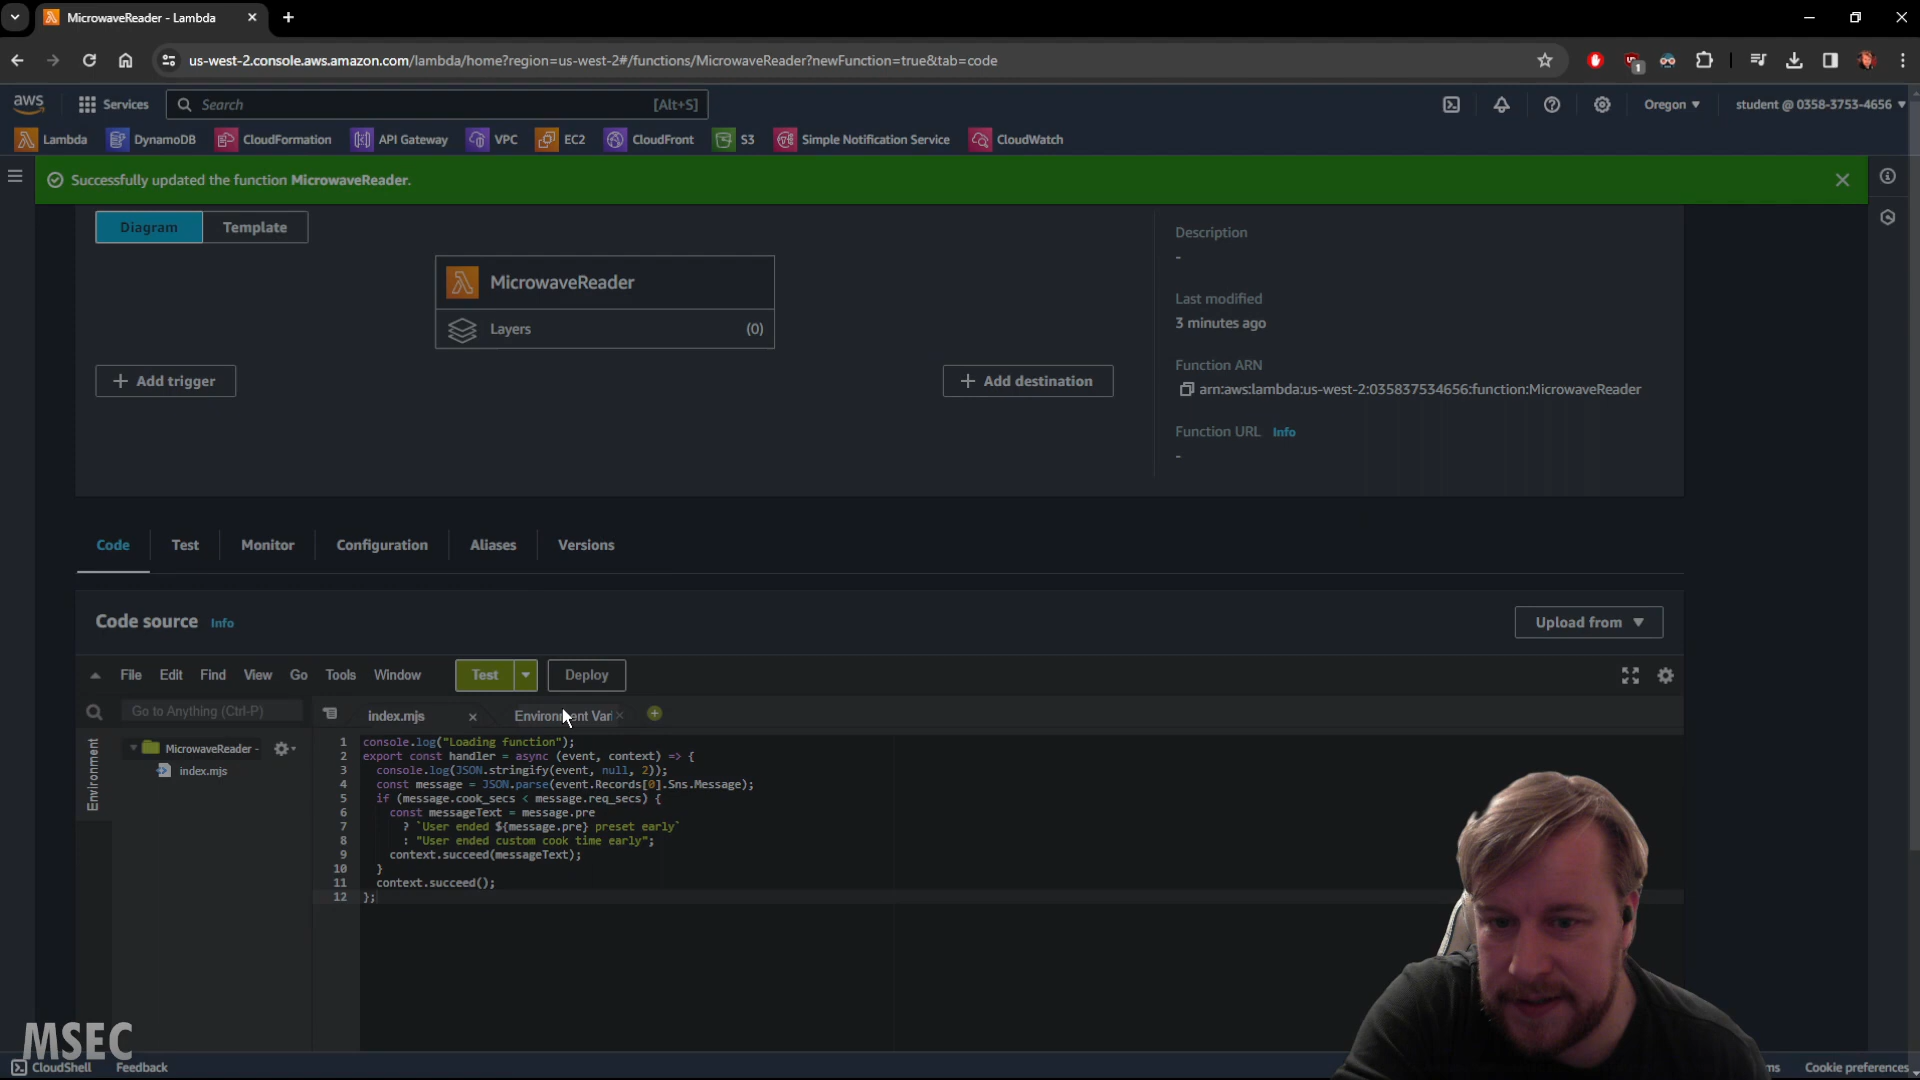 MicrowaveReader - Lambda
us-west-2.console.aws.amazon.com/lambda/home?region=us-west-2#/functions/MicrowaveReader?newFunction=true&tab=code
1
aws
Services
Search
[Alt+S]
Oregon
student @ 0358-3753-4656
Lambda
DynamoDB
CloudFormation
API Gateway
VPC
EC2
CloudFront
S3
Simple Notification Service
CloudWatch
Successfully updated the function MicrowaveReader.
Diagram
Template
MicrowaveReader
Layers
(0)
Add trigger
Add destination
Description
-
Last modified
3 minutes ago
Function ARN
arn:aws:lambda:us-west-2:035837534656:function:MicrowaveReader
Function URL Info
-
Code
Test
Monitor
Configuration
Aliases
Versions
Code source Info
Upload from
File
Edit
Find
View
Go
Tools
Window
Test
Deploy
Go to Anything (Ctrl-P)
index.mjs
Environment
MicrowaveReader -
index.mjs
1 console.log("Loading function");
2 export const handler = async (event, context) => {
3 console.log(JSON.stringify(event, null, 2));
4 const message = JSON.parse(event.Records[0].Sns.Message);
5 if (message.cook_secs < message.req_secs) {
6 const messageText = message.pre
7 ? `User ended ${message.pre} preset early`
8 : "User ended custom cook time early";
9 context.succeed(messageText);
10 }
11 context.succeed();
12 };
MSEC
CloudShell
Feedback
Cookie preferences